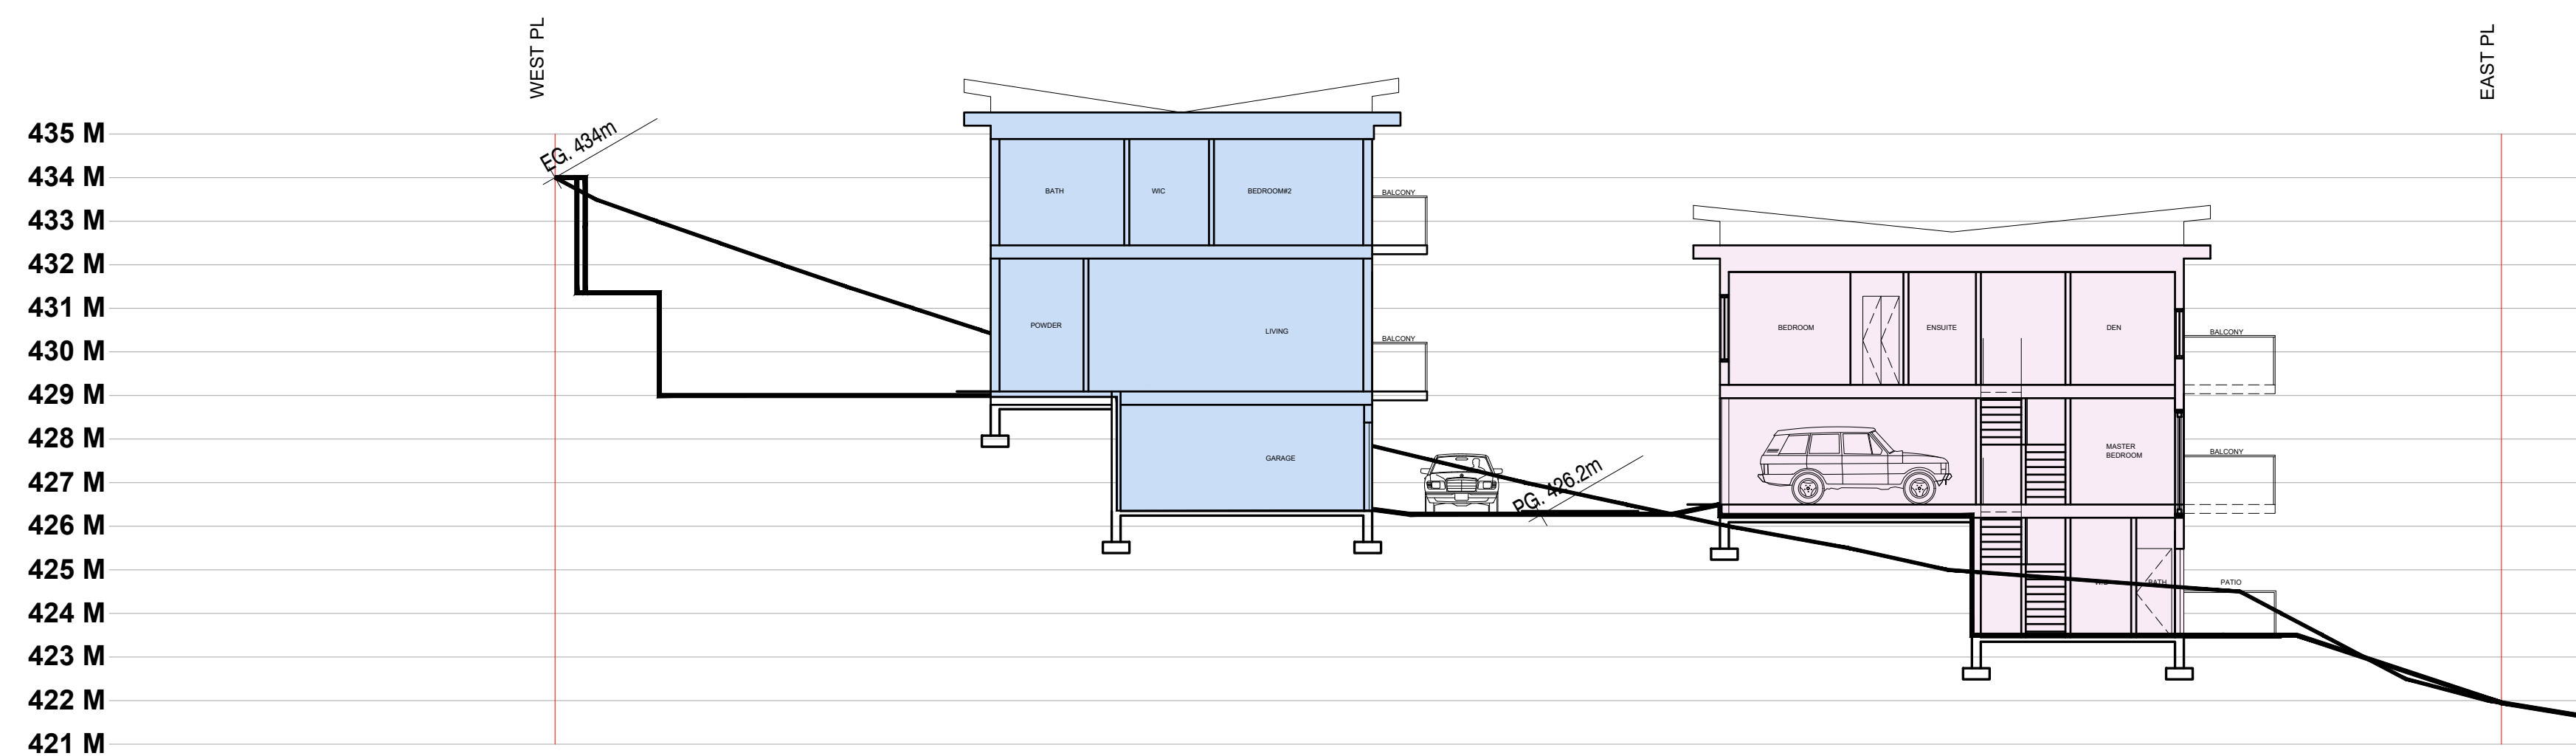 WEST PL
EAST PL
435 M
434 M
433 M
432 M
431 M
430 M
429 M
428 M
427 M
426 M
425 M
424 M
423 M
422 M
421 M
EG. 434m
BATH
WIC
BEDROOM#2
BALCONY
POWDER
LIVING
BALCONY
GARAGE
PG. 426.2m
BEDROOM
ENSUITE
DEN
BALCONY
MASTER
BEDROOM
BALCONY
BATH
PATIO